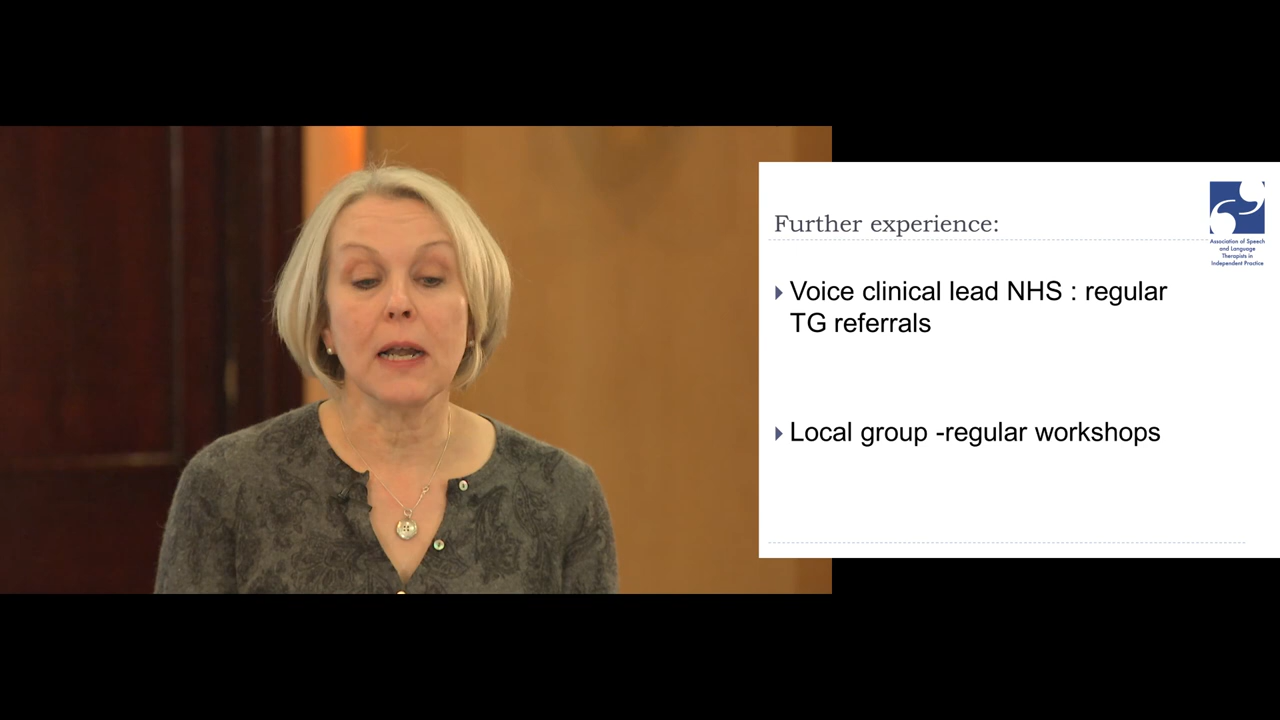 Further experience:
Association of Speech
and Language
Therapists in
Independent Practice
Voice clinical lead NHS : regular
TG referrals
Local group -regular workshops